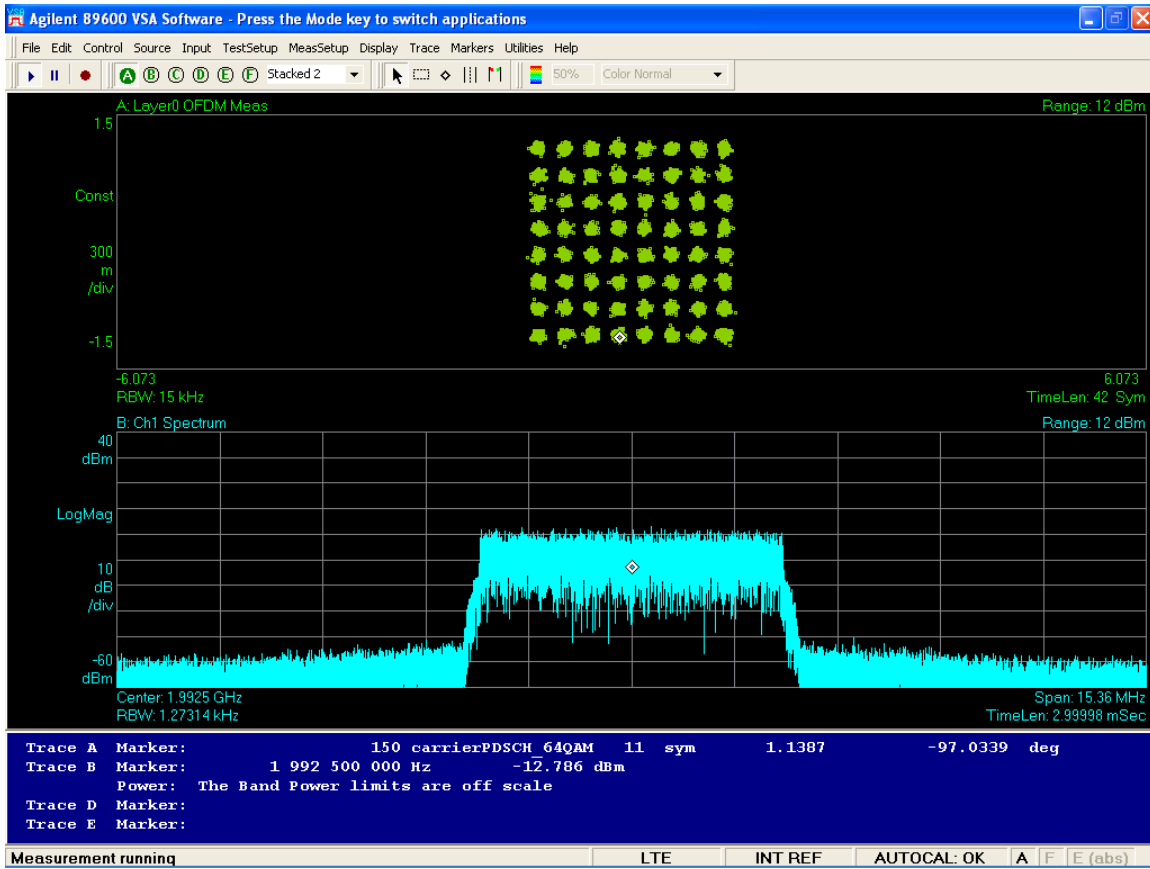 Agilent 89600 VSA Software - Press the Mode key to switch applications
File Edit Control Source Input TestSetup MeasSetup Display Trace Markers Utilities Help
A B C D E F Stacked 2 50% Color Normal
A: Layer0 OFDM Meas Range: 12 dBm
1.5
Const
300
m
/div
-1.5
-6.073 6.073
RBW: 15 kHz TimeLen: 42 Sym
B: Ch1 Spectrum Range: 12 dBm
40
dBm
LogMag
10
dB
/div
-60
dBm
Center: 1.9925 GHz Span: 15.36 MHz
RBW: 1.27314 kHz TimeLen: 2.99998 mSec
Trace A Marker: 150 carrierPDSCH_64QAM 11 sym 1.1387 -97.0339 deg
Trace B Marker: 1 992 500 000 Hz -12.786 dBm
Power: The Band Power limits are off scale
Trace D Marker:
Trace E Marker:
Measurement running LTE INT REF AUTOCAL: OK A F E (abs)